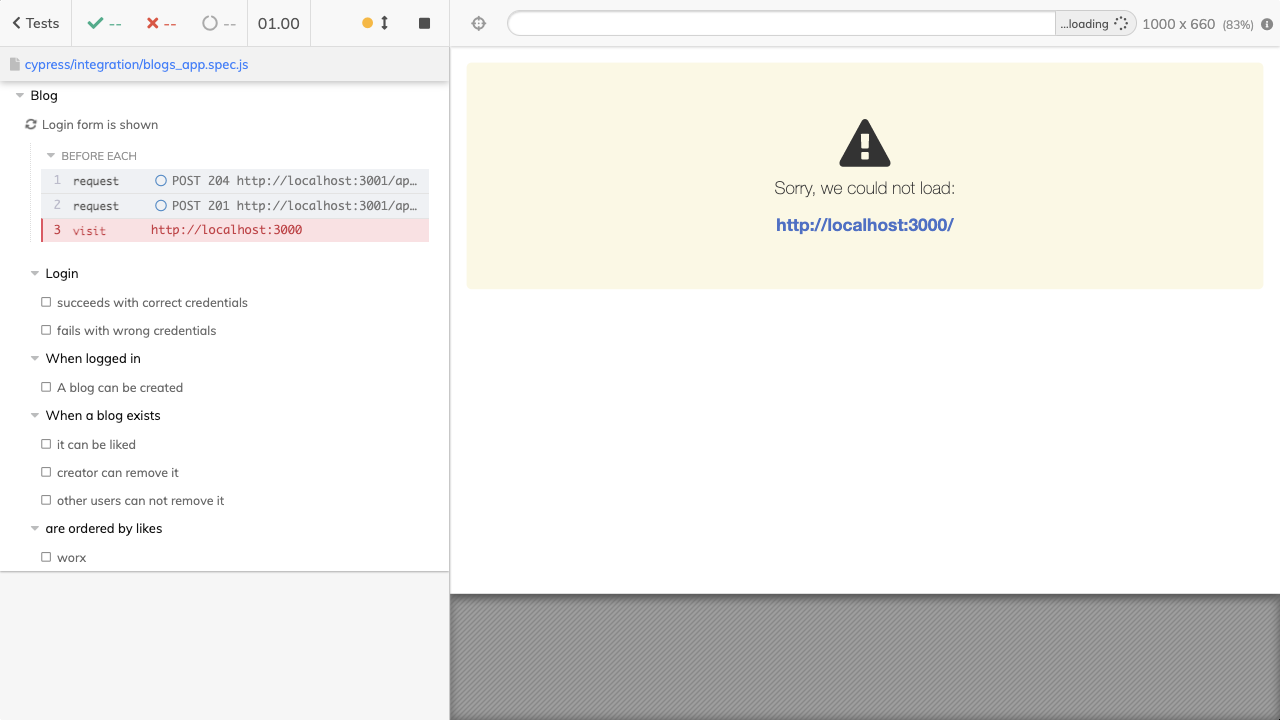 Tests -- -- -- 01.00
cypress/integration/blogs_app.spec.js
Blog
Login form is shown
BEFORE EACH
1 request POST 204 http://localhost:3001/ap…
2 request POST 201 http://localhost:3001/ap…
3 visit http://localhost:3000
Login
succeeds with correct credentials
fails with wrong credentials
When logged in
A blog can be created
When a blog exists
it can be liked
creator can remove it
other users can not remove it
are ordered by likes
worx
...loading 1000 x 660 (83%)
Sorry, we could not load:
http://localhost:3000/